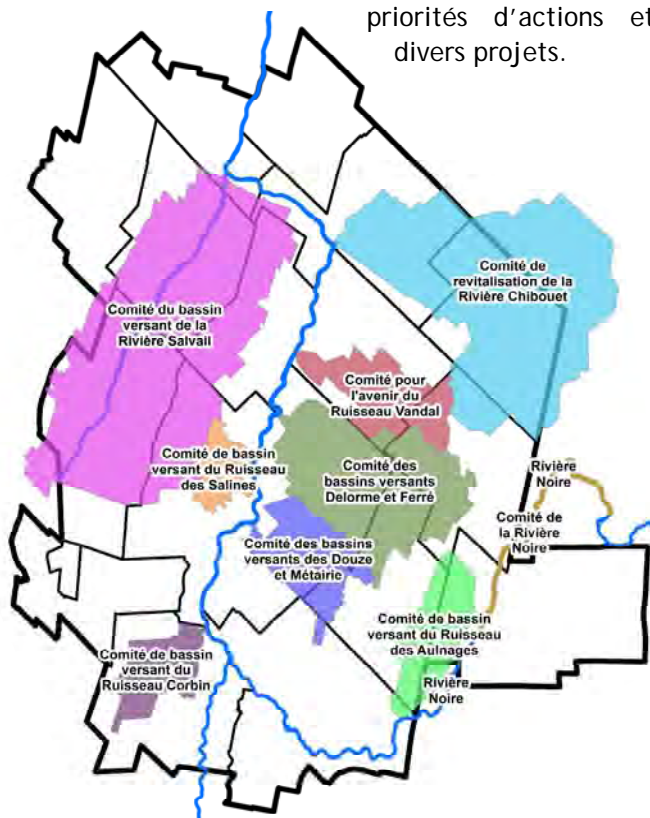 priorités d'actions et
divers projets.
Comité de
revitalisation de la
Rivière Chibouet
Comité du bassin
versant de la
Rivière Salvail
Comité pour
l'avenir du
Ruisseau Vandal
Comité de bassin
versant du Ruisseau
des Salines
Comité des
bassins versants
Delorme et Ferré
Rivière
Noire
Comité de
la Rivière
Noire
Comité des bassins
versants des Douze
et Métairie
Comité de bassin
versant du Ruisseau
des Aulnages
Comité de bassin
versant du
Ruisseau Corbin
Rivière
Noire